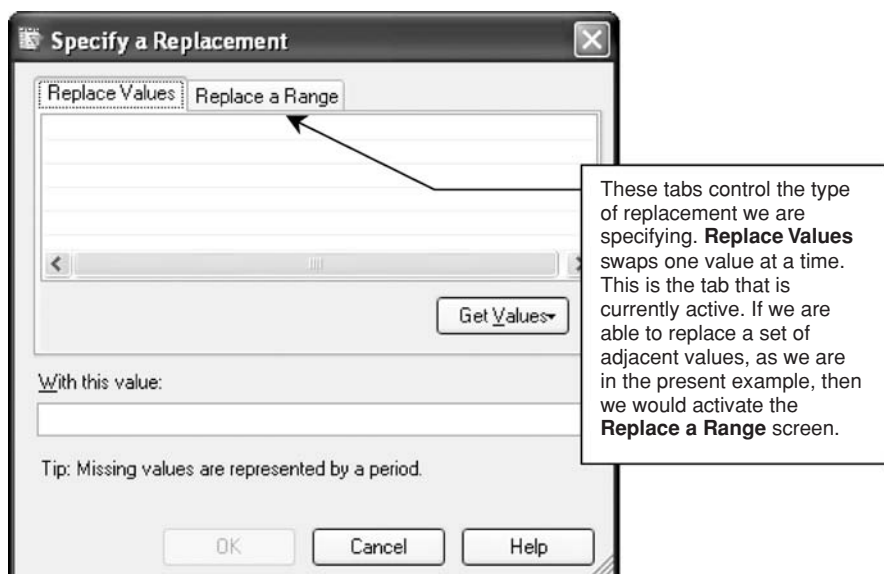 Specify a Replacement
Replace Values
Replace a Range
Get Values
With this value:
Tip: Missing values are represented by a period.
OK
Cancel
Help
These tabs control the type
of replacement we are
specifying. Replace Values
swaps one value at a time.
This is the tab that is
currently active. If we are
able to replace a set of
adjacent values, as we are
in the present example, then
we would activate the
Replace a Range screen.